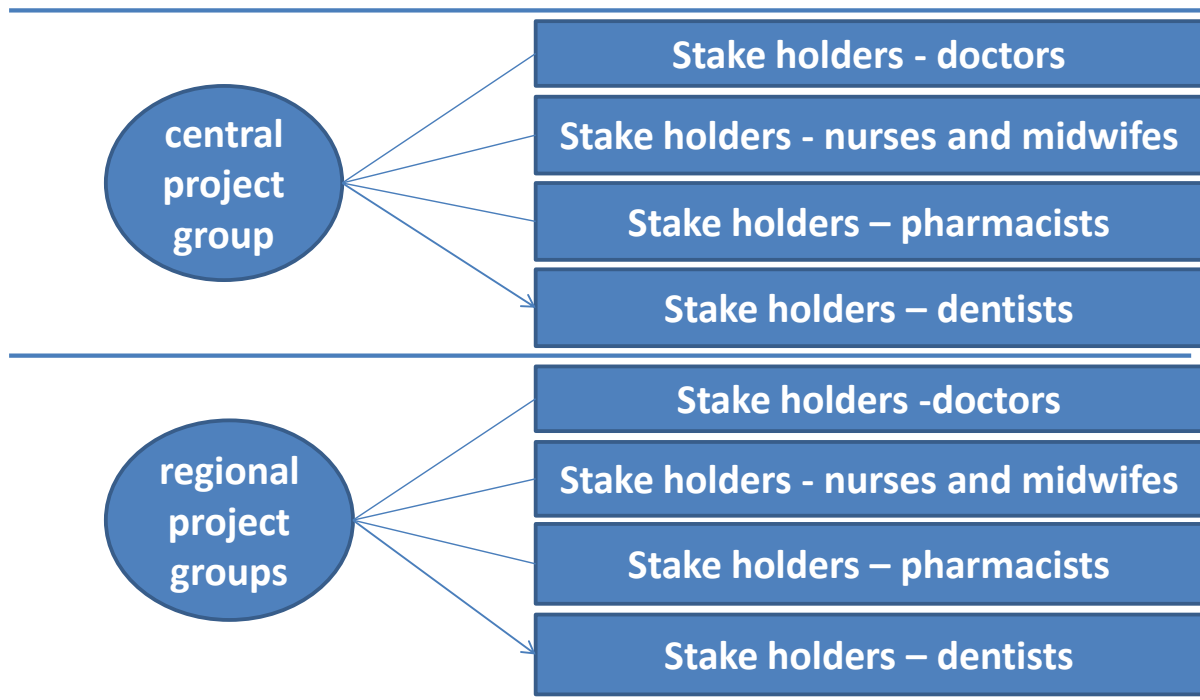 central
project
group
Stake holders - doctors
Stake holders - nurses and midwifes
Stake holders – pharmacists
Stake holders – dentists
regional
project
groups
Stake holders -doctors
Stake holders - nurses and midwifes
Stake holders – pharmacists
Stake holders – dentists